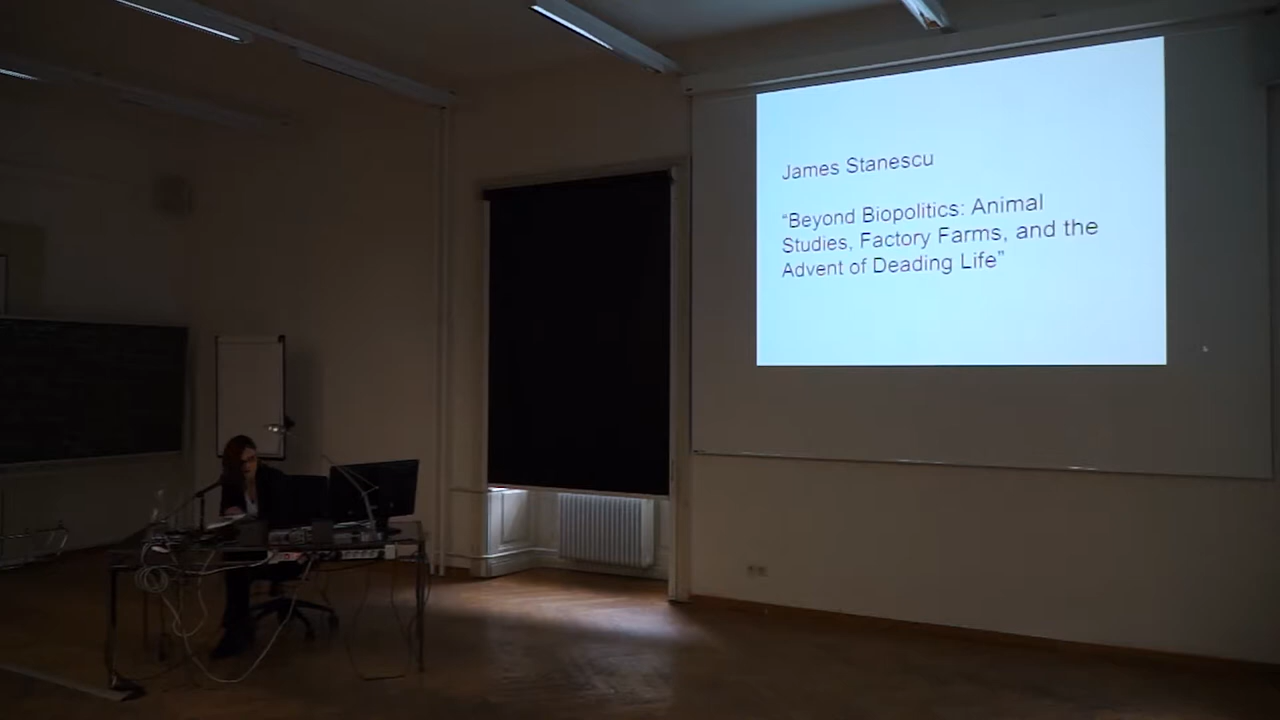 James Stanescu
“Beyond Biopolitics: Animal
Studies, Factory Farms, and the
Advent of Deading Life”